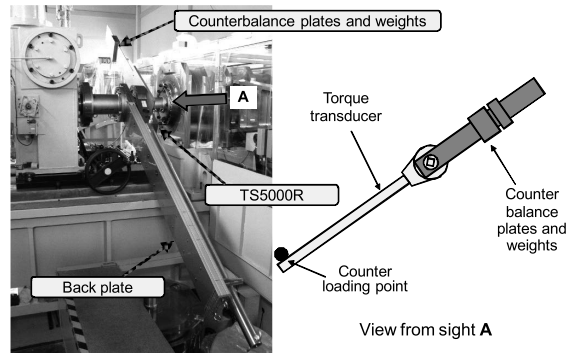 Counterbalance plates and weights
A
TS5000R
Back plate
Torque
transducer
Counter
balance
plates and
weights
Counter
loading point
View from sight A